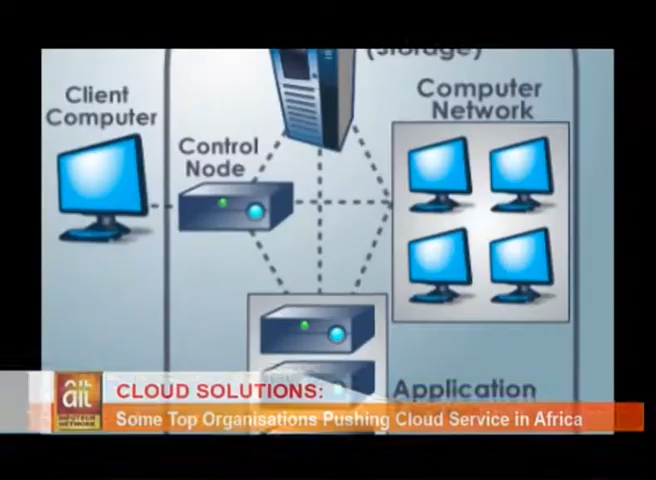 (Storage)
Client
Computer
Computer
Network
Control
Node
Application
ait
CLOUD SOLUTIONS:
Some Top Organisations Pushing Cloud Service in Africa